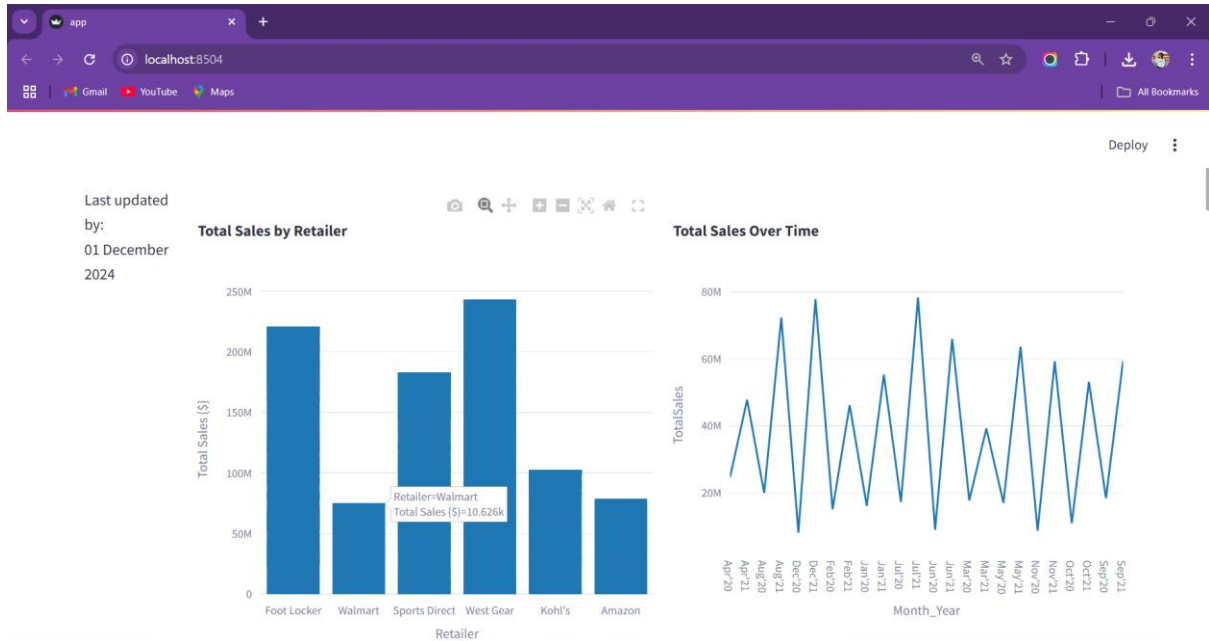 app
localhost:8504
Gmail
YouTube
Maps
All Bookmarks
Deploy
Last updated
by:
01 December
2024
Total Sales by Retailer
250M
200M
150M
100M
50M
0
Total Sales {$}
Retailer=Walmart
Total Sales {$}=10.626k
Foot Locker
Walmart
Sports Direct
West Gear
Kohl's
Amazon
Retailer
Total Sales Over Time
80M
60M
40M
20M
TotalSales
Apr'20
Apr'21
Aug'20
Aug'21
Dec'20
Dec'21
Feb'20
Feb'21
Jan'20
Jan'21
Jul'20
Jul'21
Jun'20
Jun'21
Mar'20
Mar'21
May'20
May'21
Nov'20
Nov'21
Oct'20
Oct'21
Sep'20
Sep'21
Month_Year